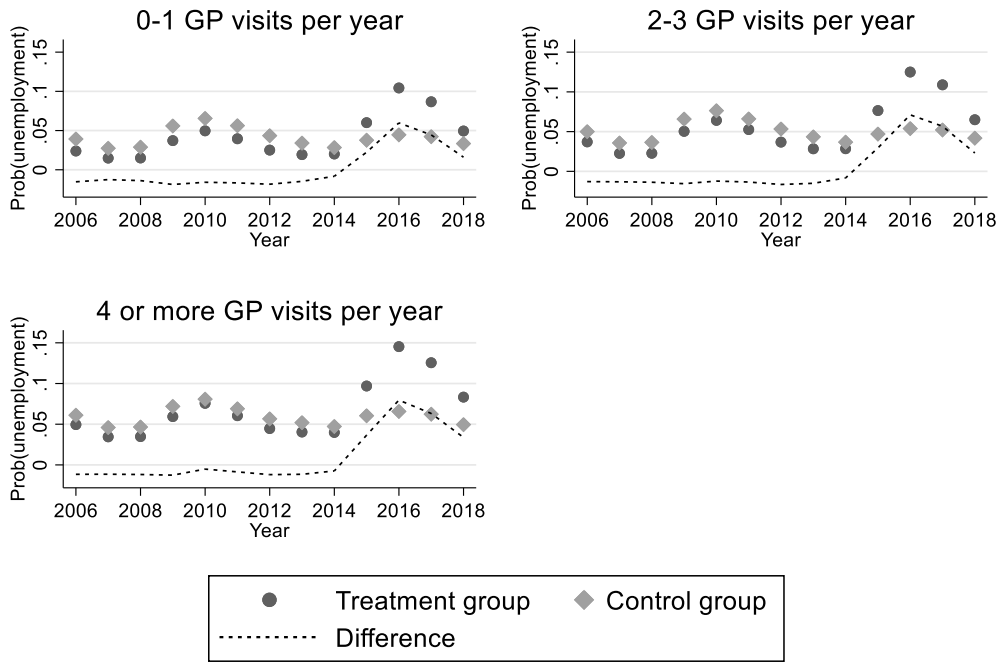 0-1 GP visits per year
Prob(unemployment)
.15
.1
.05
0
2006 2008 2010 2012 2014 2016 2018
Year
2-3 GP visits per year
Prob(unemployment)
.15
.1
.05
0
2006 2008 2010 2012 2014 2016 2018
Year
4 or more GP visits per year
Prob(unemployment)
.15
.1
.05
0
2006 2008 2010 2012 2014 2016 2018
Year
Treatment group Control group
Difference